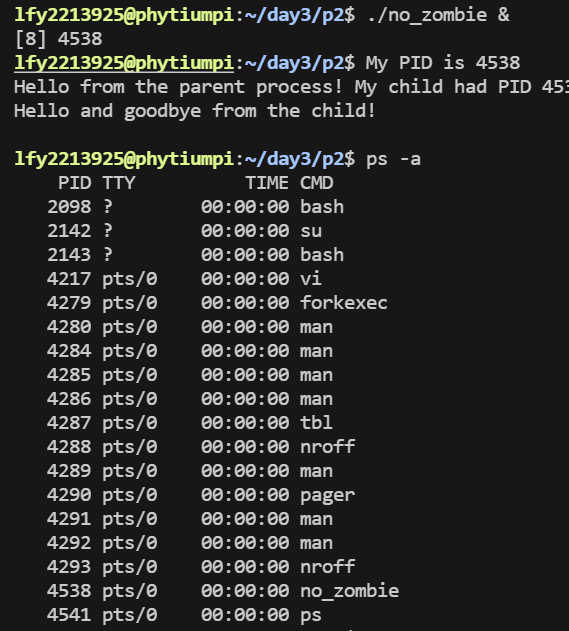 lfy2213925@phytiumpi:~/day3/p2$ ./no_zombie &
[8] 4538
lfy2213925@phytiumpi:~/day3/p2$ My PID is 4538
Hello from the parent process! My child had PID 453
Hello and goodbye from the child!
lfy2213925@phytiumpi:~/day3/p2$ ps -a
PID TTY TIME CMD
2098 ? 00:00:00 bash
2142 ? 00:00:00 su
2143 ? 00:00:00 bash
4217 pts/0 00:00:00 vi
4279 pts/0 00:00:00 forkexec
4280 pts/0 00:00:00 man
4284 pts/0 00:00:00 man
4285 pts/0 00:00:00 man
4286 pts/0 00:00:00 man
4287 pts/0 00:00:00 tbl
4288 pts/0 00:00:00 nroff
4289 pts/0 00:00:00 man
4290 pts/0 00:00:00 pager
4291 pts/0 00:00:00 man
4292 pts/0 00:00:00 man
4293 pts/0 00:00:00 nroff
4538 pts/0 00:00:00 no_zombie
4541 pts/0 00:00:00 ps